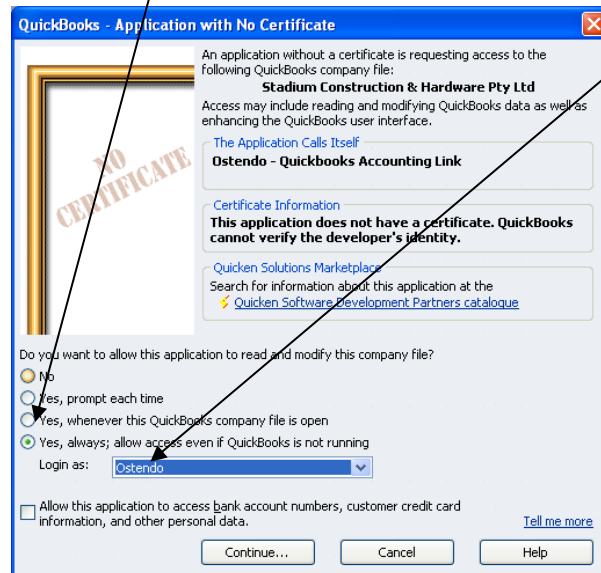 QuickBooks - Application with No Certificate
An application without a certificate is requesting access to the
following QuickBooks company file:
Stadium Construction & Hardware Pty Ltd
Access may include reading and modifying QuickBooks data as well as
enhancing the QuickBooks user interface.
NO
CERTIFICATE
The Application Calls Itself
Ostendo - Quickbooks Accounting Link
Certificate Information
This application does not have a certificate. QuickBooks
cannot verify the developer's identity.
Quicken Solutions Marketplace
Search for information about this application at the
Quicken Software Development Partners catalogue
Do you want to allow this application to read and modify this company file?
No
Yes, prompt each time
Yes, whenever this QuickBooks company file is open
Yes, always; allow access even if QuickBooks is not running
Login as: Ostendo
Allow this application to access bank account numbers, customer credit card
information, and other personal data.
Tell me more
Continue... Cancel Help